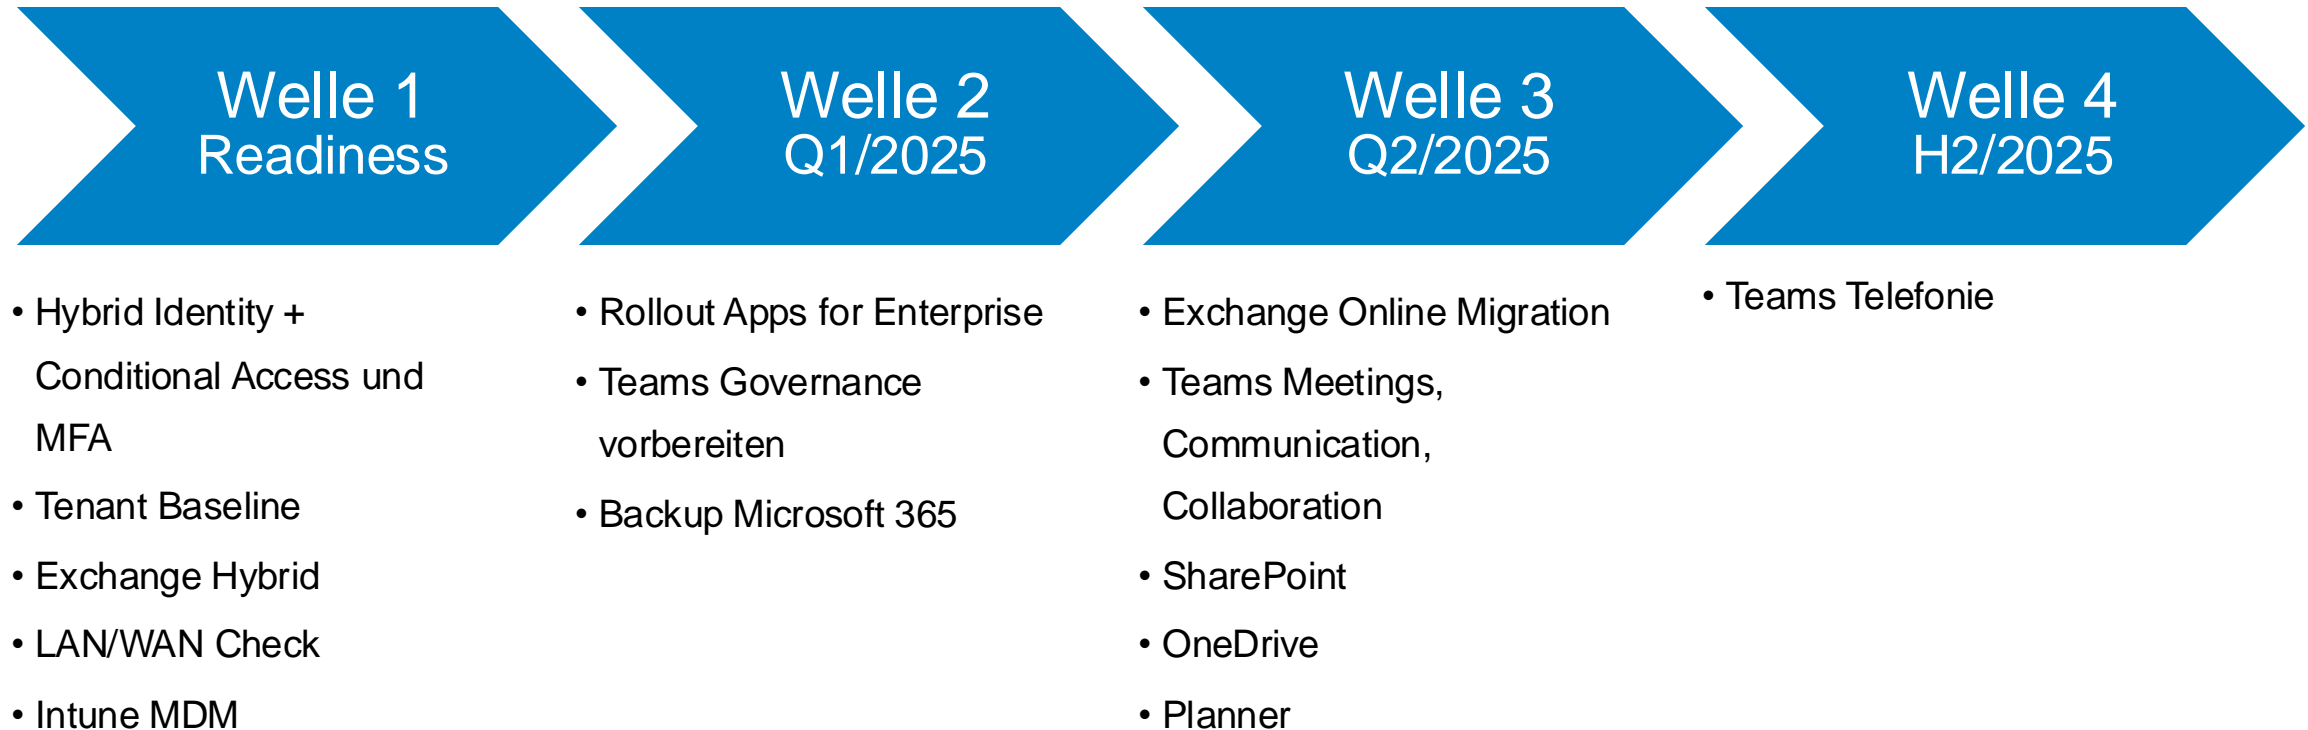 Welle 1
Readiness
Welle 2
Q1/2025
Welle 3
Q2/2025
Welle 4
H2/2025
• Hybrid Identity +
Conditional Access und
MFA
• Tenant Baseline
• Exchange Hybrid
• LAN/WAN Check
• Intune MDM
• Rollout Apps for Enterprise
• Teams Governance
vorbereiten
• Backup Microsoft 365
• Exchange Online Migration
• Teams Meetings,
Communication,
Collaboration
• SharePoint
• OneDrive
• Planner
• Teams Telefonie